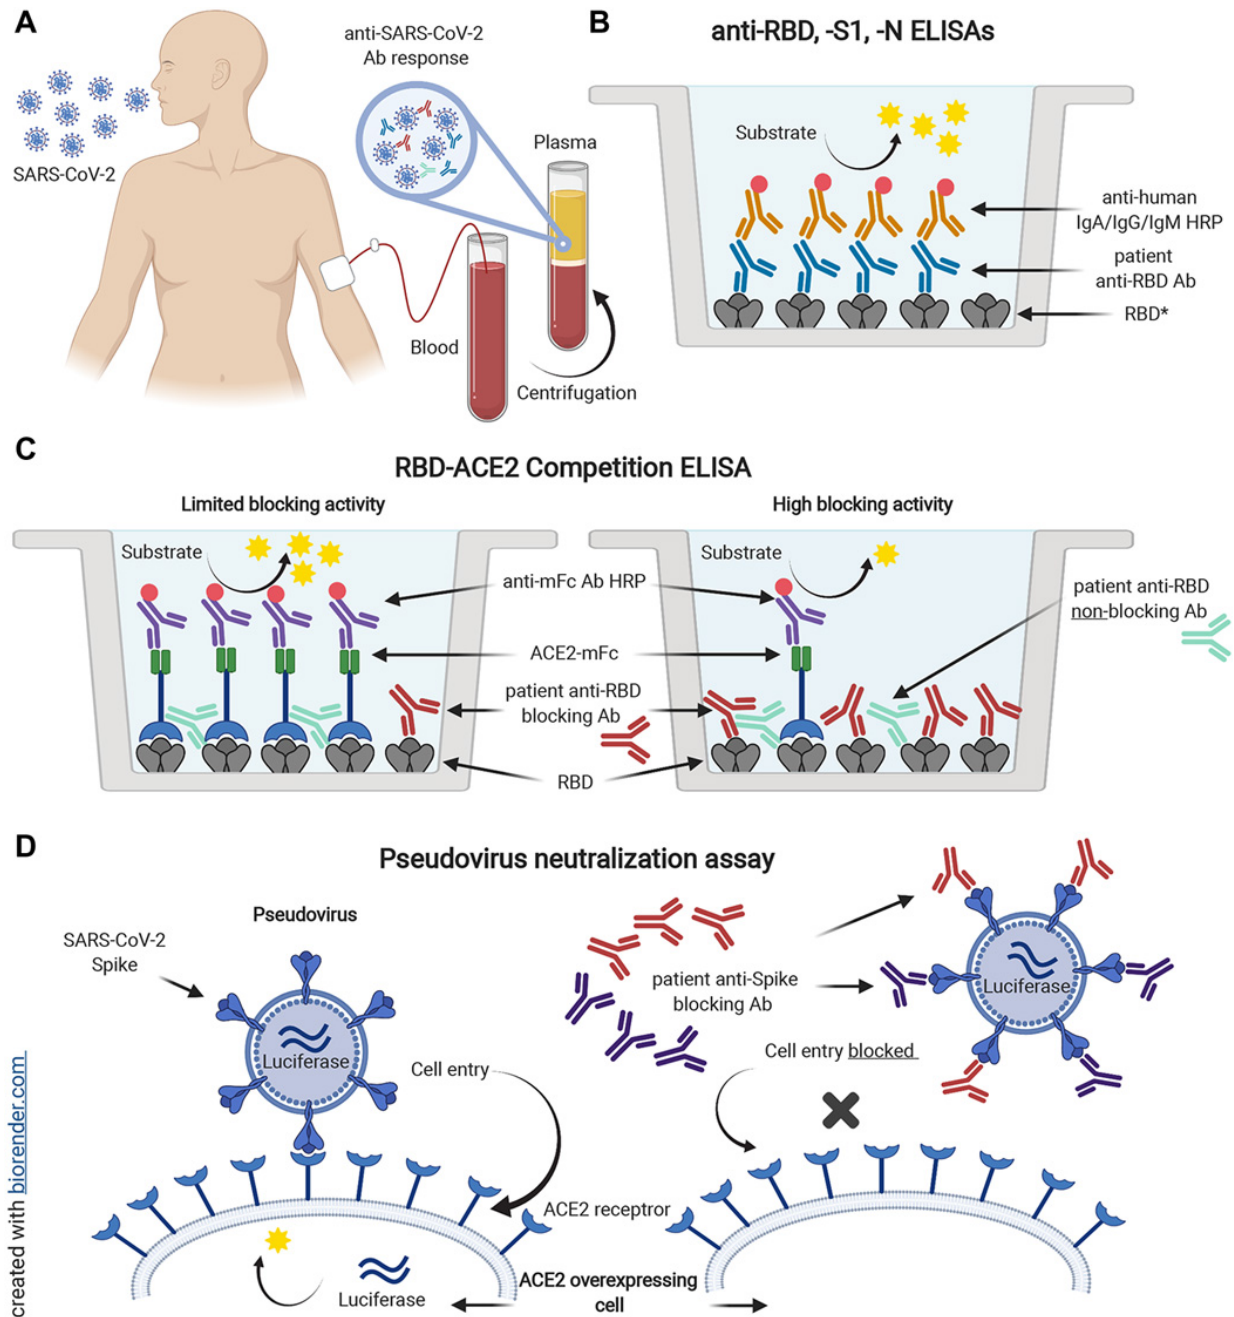 A
anti-SARS-CoV-2
Ab response
Plasma
SARS-CoV-2
Blood
Centrifugation
B
anti-RBD, -S1, -N ELISAs
Substrate
anti-human
IgA/IgG/IgM HRP
patient
anti-RBD Ab
RBD*
C
RBD-ACE2 Competition ELISA
Limited blocking activity
High blocking activity
Substrate
Substrate
anti-mFc Ab HRP
patient anti-RBD
non-blocking Ab
ACE2-mFc
patient anti-RBD
blocking Ab
RBD
D
Pseudovirus neutralization assay
Pseudovirus
SARS-CoV-2
Spike
Luciferase
Cell entry
patient anti-Spike
blocking Ab
Luciferase
Cell entry blocked
ACE2 receptror
Luciferase
ACE2 overexpressing
cell
created with biorender.com